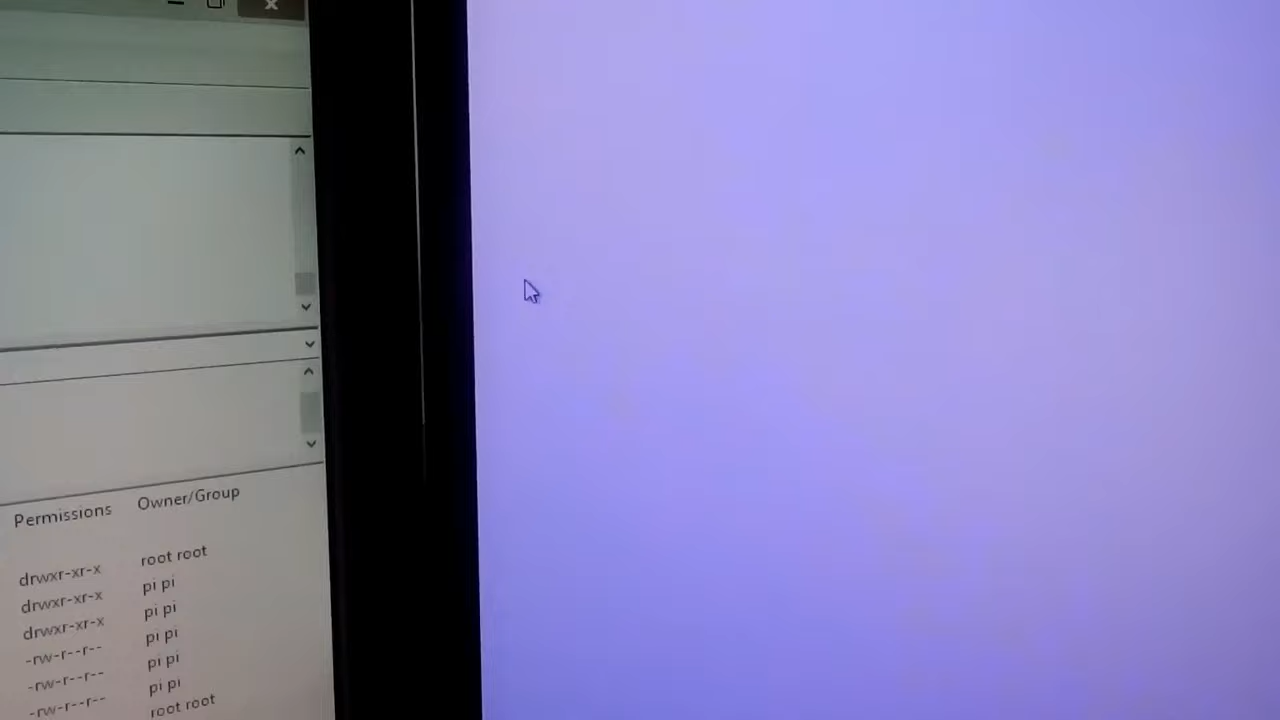 Permissions Owner/Group
drwxr-xr-x root root
drwxr-xr-x pi pi
drwxr-xr-x pi pi
-rw-r--r-- pi pi
-rw-r--r-- pi pi
-rw-r--r-- pi pi
root root